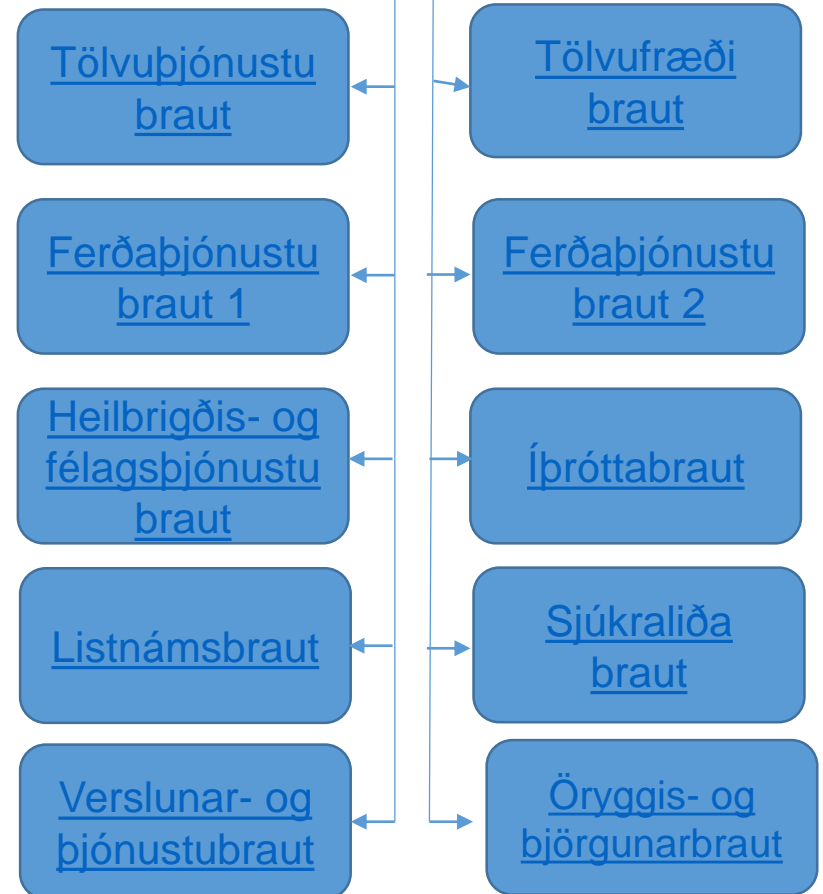 Tölvuþjónustu
braut
Tölvufræði
braut
Ferðaþjónustu
braut 1
Ferðaþjónustu
braut 2
Heilbrigðis- og
félagsþjónustu
braut
Íþróttabraut
Listnámsbraut
Sjúkraliða
braut
Verslunar- og
þjónustubraut
Öryggis- og
björgunarbraut